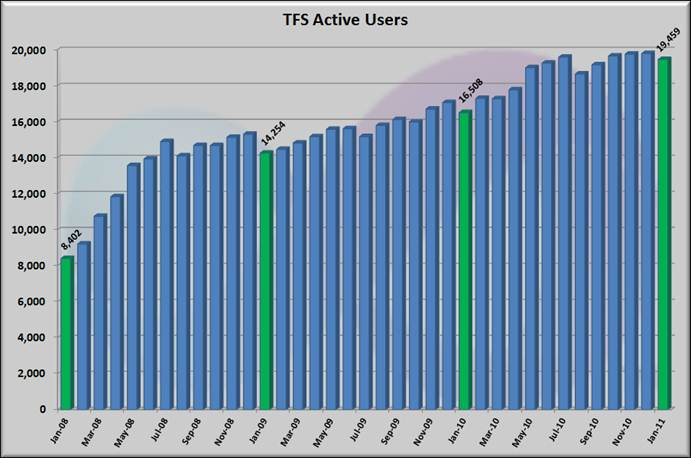 TFS Active Users
20,000
18,000
16,000
14,000
12,000
10,000
8,000
6,000
4,000
2,000
0
8,402
14,254
16,508
19,459
Jan-08
Mar-08
May-08
Jul-08
Sep-08
Nov-08
Jan-09
Mar-09
May-09
Jul-09
Sep-09
Nov-09
Jan-10
Mar-10
May-10
Jul-10
Sep-10
Nov-10
Jan-11